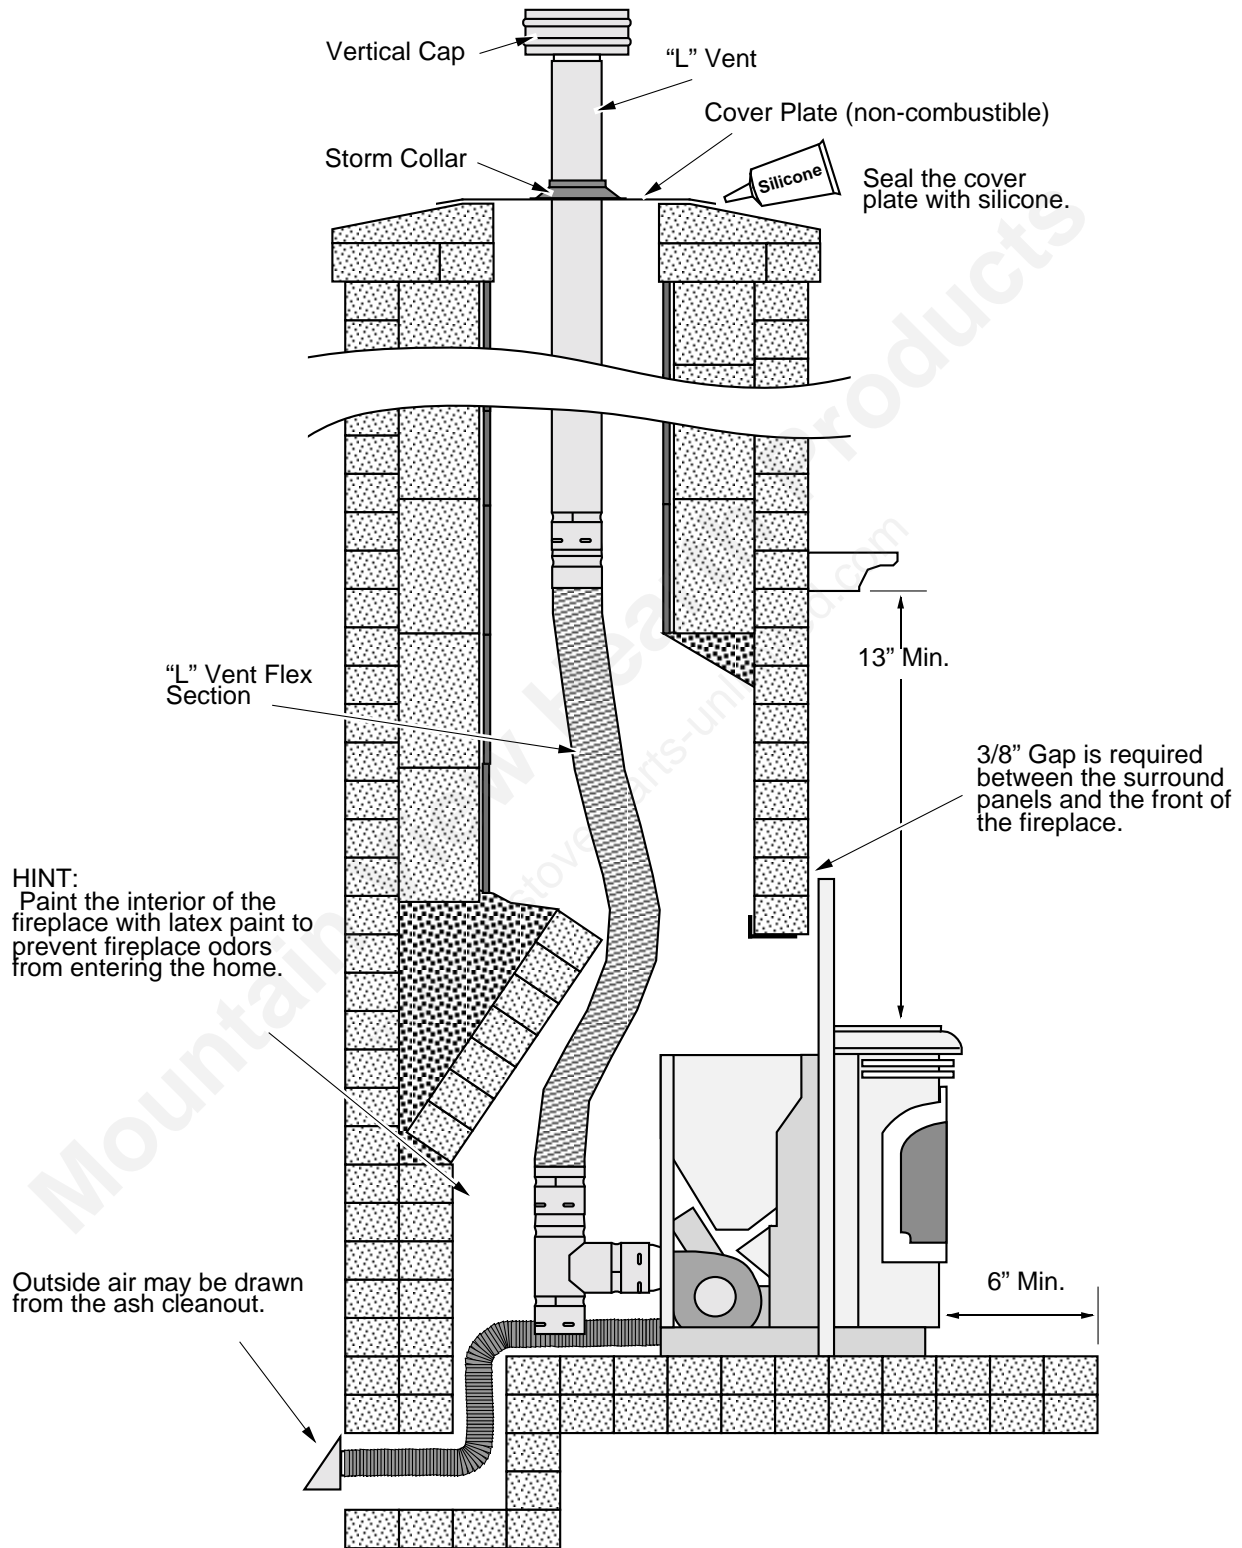 Vertical Cap
“L” Vent
Cover Plate (non-combustible)
Storm Collar
Silicone
Seal the cover
plate with silicone.
13” Min.
“L” Vent Flex
Section
3/8” Gap is required
between the surround
panels and the front of
the fireplace.
HINT:
Paint the interior of the
fireplace with latex paint to
prevent fireplace odors
from entering the home.
Outside air may be drawn
from the ash cleanout.
6” Min.
Mountain
Products